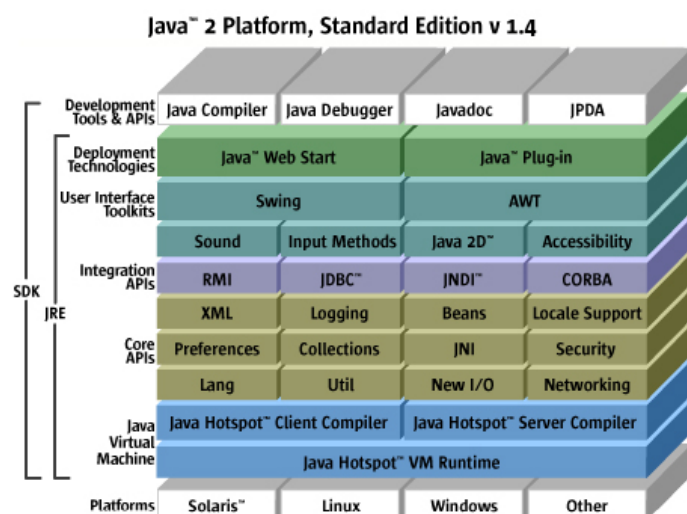 Java™ 2 Platform, Standard Edition v 1.4
Development
Tools & APIs
Java Compiler
Java Debugger
Javadoc
JPDA
Deployment
Technologies
Java™ Web Start
Java™ Plug-in
User Interface
Toolkits
Swing
AWT
Sound
Input Methods
Java 2D™
Accessibility
Integration
APIs
RMI
JDBC™
JNDI™
CORBA
SDK
JRE
XML
Logging
Beans
Locale Support
Core
APIs
Preferences
Collections
JNI
Security
Lang
Util
New I/O
Networking
Java
Virtual
Machine
Java Hotspot™ Client Compiler
Java Hotspot™ Server Compiler
Java Hotspot™ VM Runtime
Platforms
Solaris™
Linux
Windows
Other